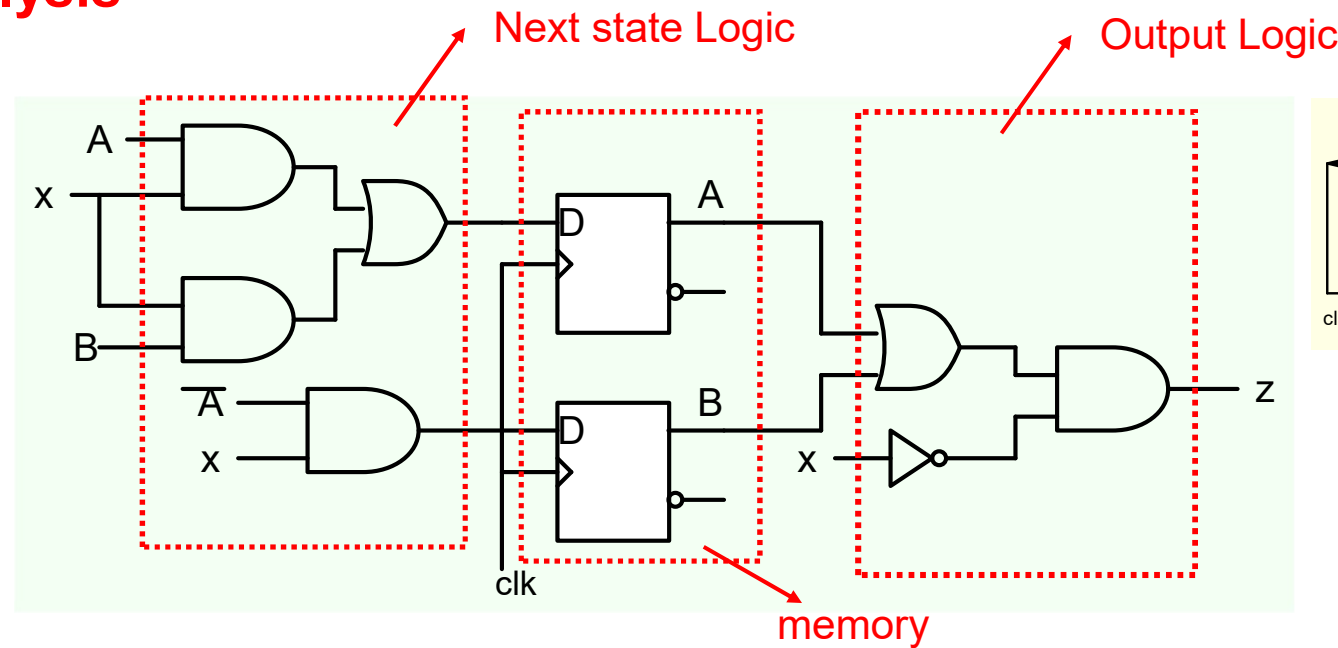 Next state Logic
Output Logic
A
x
B
A̅
x
D
A
D
B
x
z
clk
memory